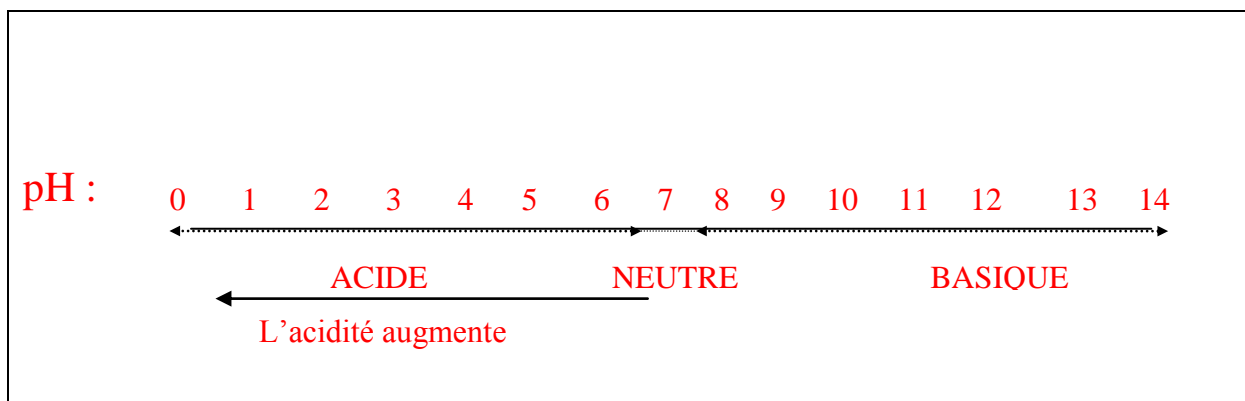 pH : 0 1 2 3 4 5 6 7 8 9 10 11 12 13 14
ACIDE NEUTRE BASIQUE
L’acidité augmente